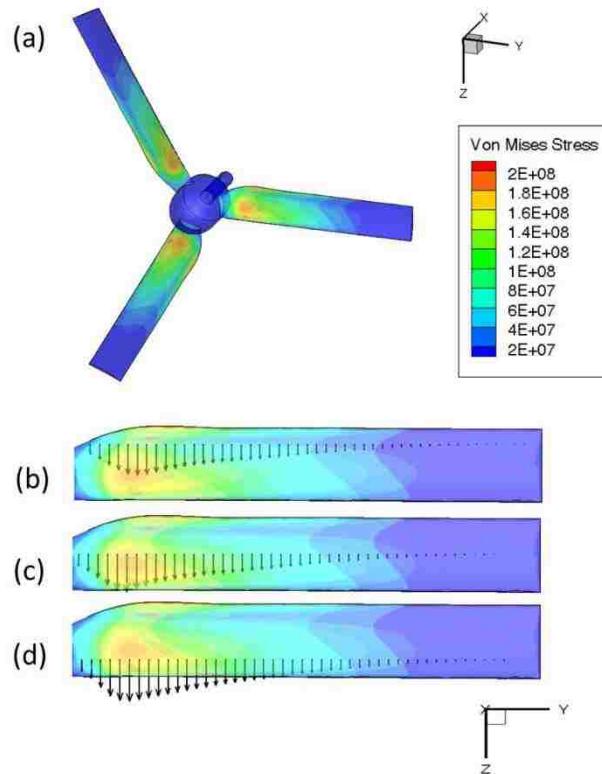 (a)
X
Y
Z
Von Mises Stress
2E+08
1.8E+08
1.6E+08
1.4E+08
1.2E+08
1E+08
8E+07
6E+07
4E+07
2E+07
(b)
(c)
(d)
X
Y
Z